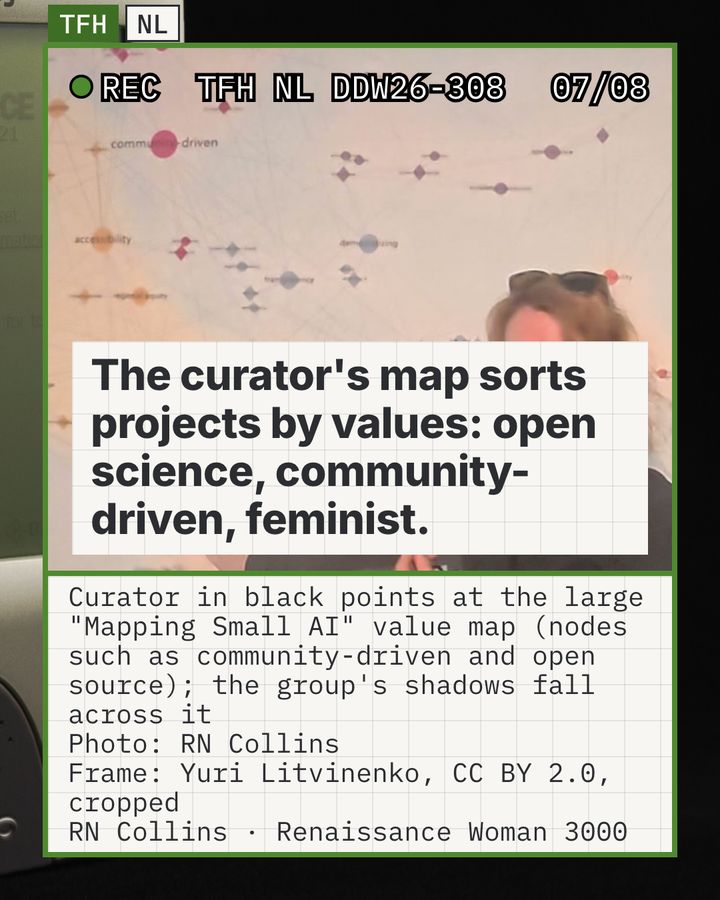 TFH NL
REC TFH NL DDW26-308 07/08
community-driven
accessibility
The curator's map sorts
projects by values: open
science, community-
driven, feminist.
Curator in black points at the large
"Mapping Small AI" value map (nodes
such as community-driven and open
source); the group's shadows fall
across it
Photo: RN Collins
Frame: Yuri Litvinenko, CC BY 2.0,
cropped
RN Collins · Renaissance Woman 3000